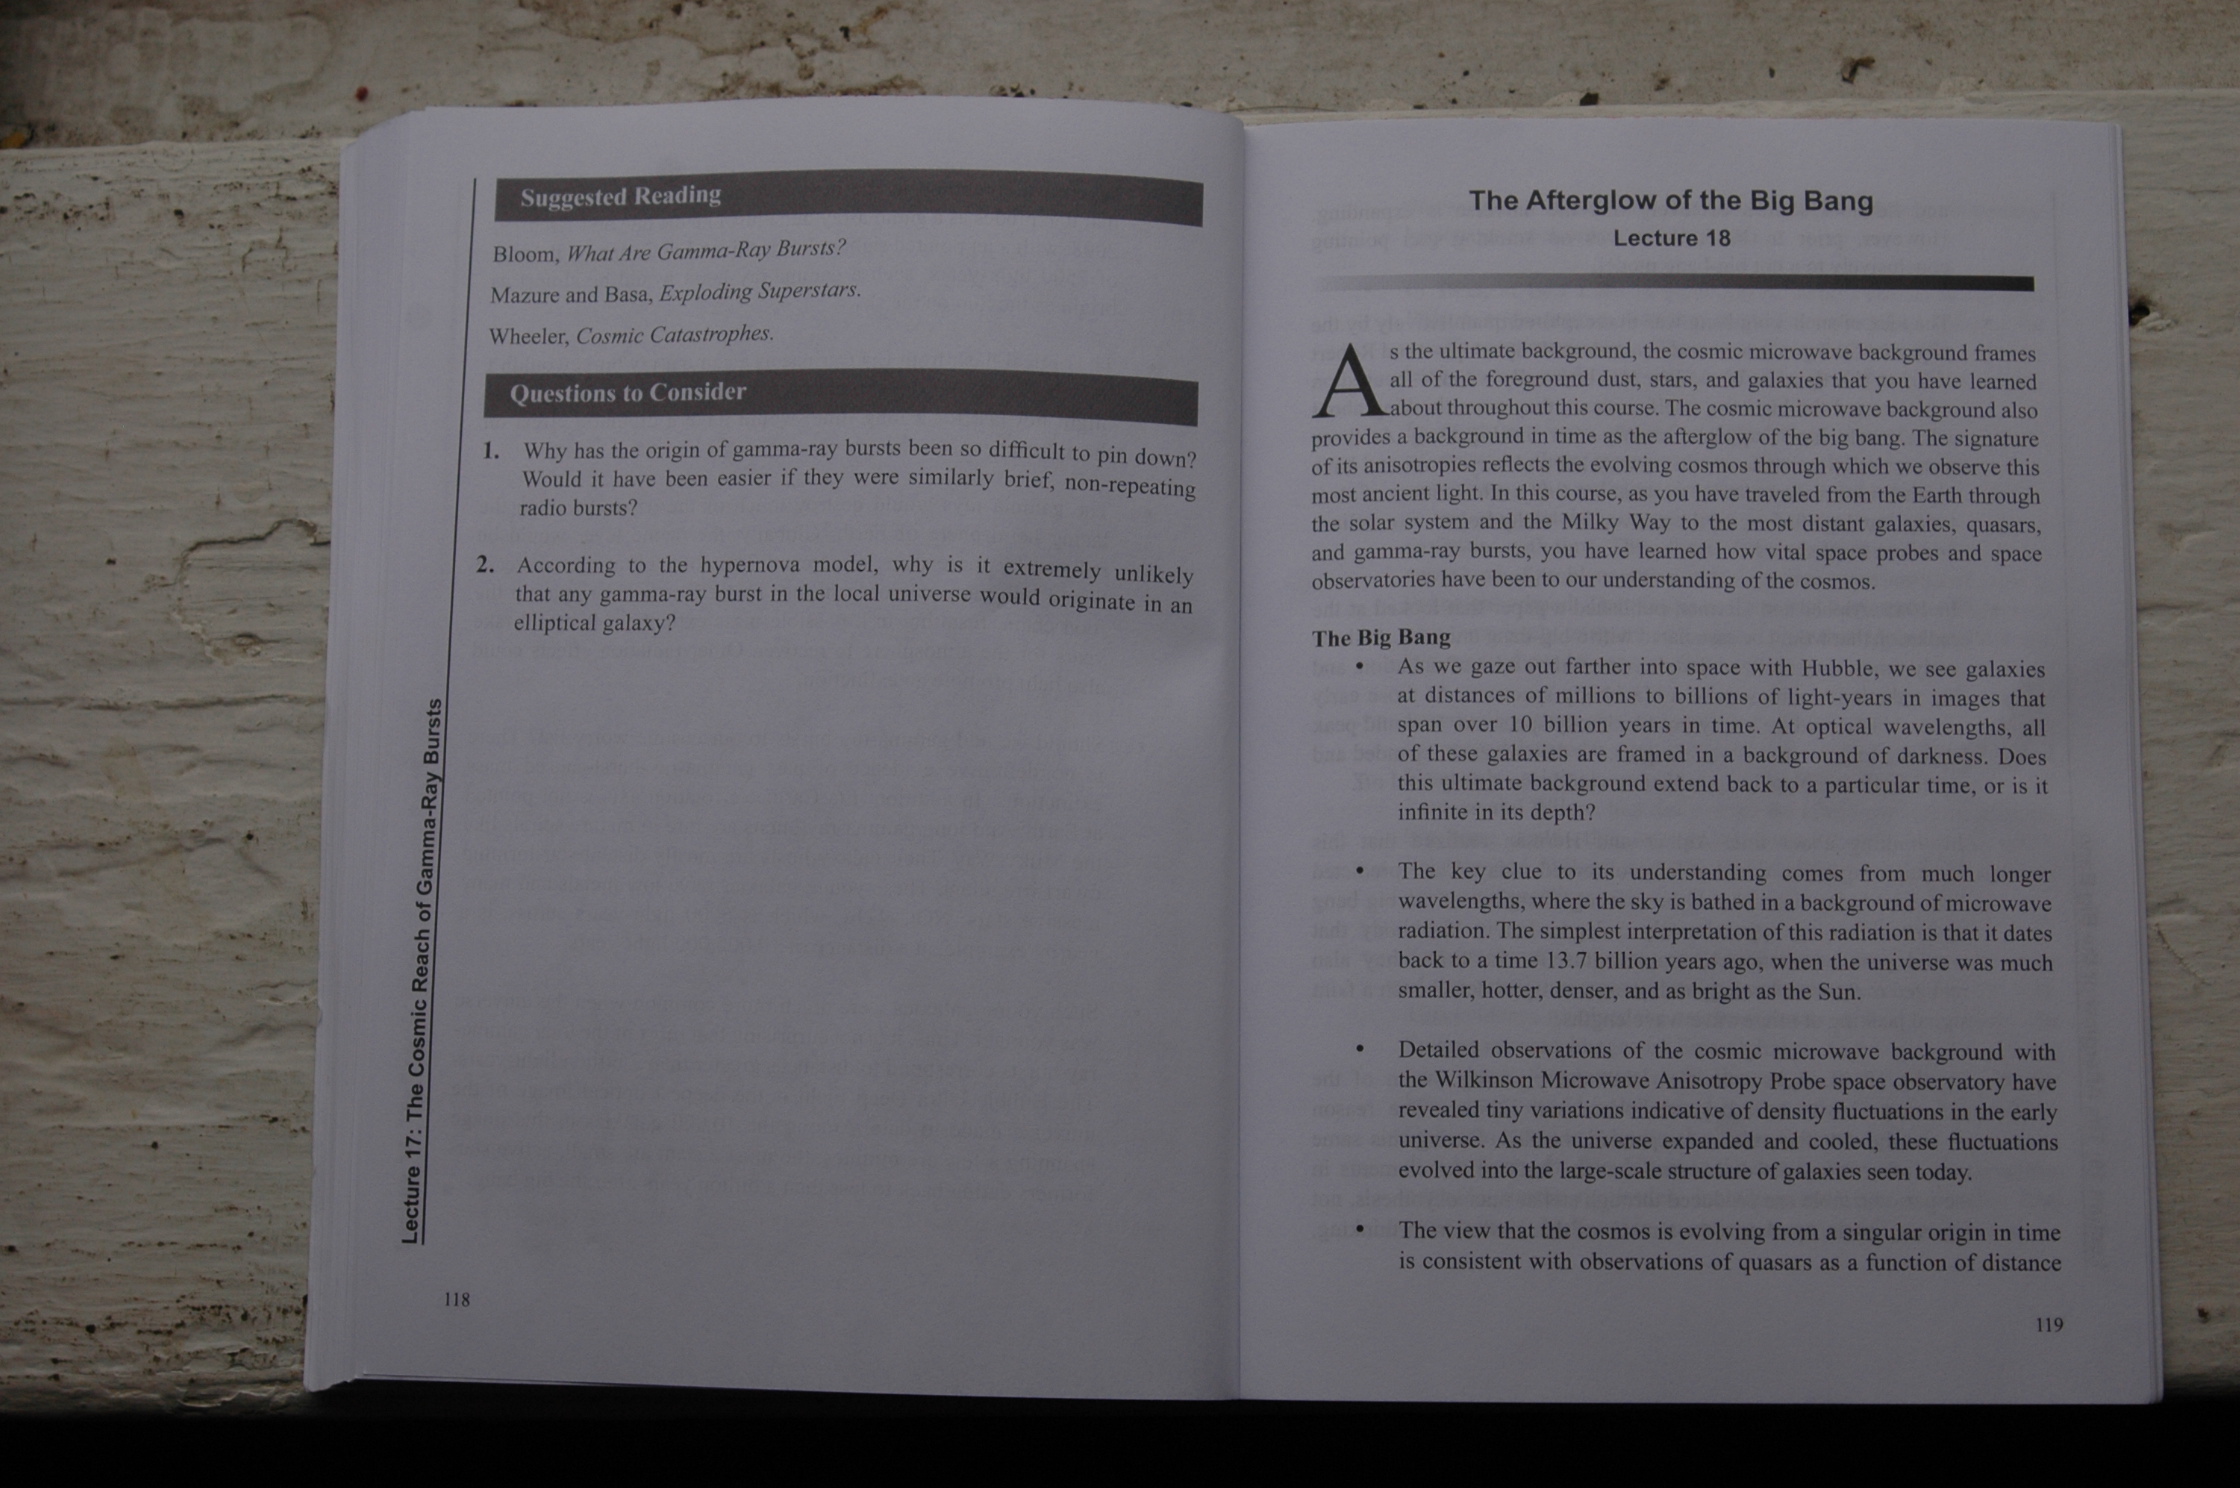 Suggested Reading
Bloom, What Are Gamma-Ray Bursts?
Mazure and Basa, Exploding Superstars.
Wheeler, Cosmic Catastrophes.
Questions to Consider
1. Why has the origin of gamma-ray bursts been so difficult to pin down?
Would it have been easier if they were similarly brief, non-repeating
radio bursts?
2. According to the hypernova model, why is it extremely unlikely
that any gamma-ray burst in the local universe would originate in an
elliptical galaxy?
Lecture 17: The Cosmic Reach of Gamma-Ray Bursts
118
The Afterglow of the Big Bang
Lecture 18
As the ultimate background, the cosmic microwave background frames
all of the foreground dust, stars, and galaxies that you have learned
about throughout this course. The cosmic microwave background also
provides a background in time as the afterglow of the big bang. The signature
of its anisotropies reflects the evolving cosmos through which we observe this
most ancient light. In this course, as you have traveled from the Earth through
the solar system and the Milky Way to the most distant galaxies, quasars,
and gamma-ray bursts, you have learned how vital space probes and space
observatories have been to our understanding of the cosmos.
The Big Bang
• As we gaze out farther into space with Hubble, we see galaxies
at distances of millions to billions of light-years in images that
span over 10 billion years in time. At optical wavelengths, all
of these galaxies are framed in a background of darkness. Does
this ultimate background extend back to a particular time, or is it
infinite in its depth?
• The key clue to its understanding comes from much longer
wavelengths, where the sky is bathed in a background of microwave
radiation. The simplest interpretation of this radiation is that it dates
back to a time 13.7 billion years ago, when the universe was much
smaller, hotter, denser, and as bright as the Sun.
• Detailed observations of the cosmic microwave background with
the Wilkinson Microwave Anisotropy Probe space observatory have
revealed tiny variations indicative of density fluctuations in the early
universe. As the universe expanded and cooled, these fluctuations
evolved into the large-scale structure of galaxies seen today.
• The view that the cosmos is evolving from a singular origin in time
is consistent with observations of quasars as a function of distance
119